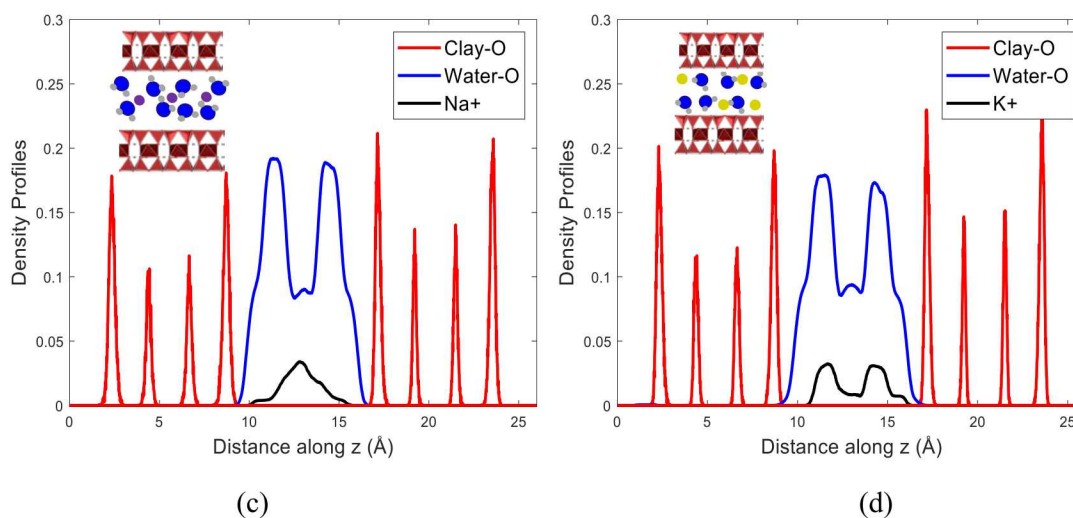 0.3
0.25
0.2
0.15
0.1
0.05
0
Density Profiles
Clay-O
Water-O
Na+
0 5 10 15 20 25
Distance along z (Å)
(c)
0.3
0.25
0.2
0.15
0.1
0.05
0
Density Profiles
Clay-O
Water-O
K+
0 5 10 15 20 25
Distance along z (Å)
(d)